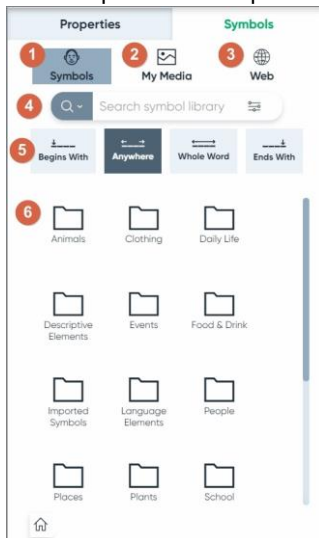 Properties Symbols
1 2 3
Symbols My Media Web
4 Search symbol library
5 Begins With Anywhere Whole Word Ends With
6
Animals Clothing Daily Life
Descriptive Events Food & Drink
Elements
Imported Language People
Symbols Elements
Places Plants School